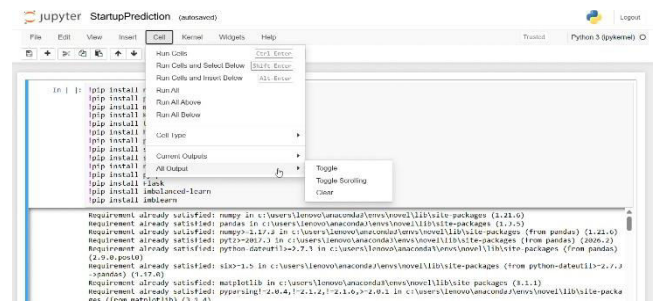 jupyter StartupPrediction (autosaved)
Logout
File Edit View Insert Cell Kernel Widgets Help
Trusted Python 3 (ipykernel)
Run Cells Ctrl-Enter
Run Cells and Select Below Shift-Enter
Run Cells and Insert Below Alt-Enter
Run All
Run All Above
Run All Below
Cell Type
Current Outputs
All Output
Toggle
Toggle Scrolling
Clear
In [ ]: !pip install
!pip install
!pip install
!pip install
!pip install
!pip install
!pip install
!pip install
!pip install
!pip install
!pip install
!pip install Flask
!pip install imbalanced-learn
!pip install imblearn
Requirement already satisfied: numpy in c:\users\lenovo\anaconda3\envs\novel\lib\site-packages (1.21.6)
Requirement already satisfied: pandas in c:\users\lenovo\anaconda3\envs\novel\lib\site-packages (1.3.5)
Requirement already satisfied: numpy>=1.17.3 in c:\users\lenovo\anaconda3\envs\novel\lib\site-packages (from pandas) (1.21.6)
Requirement already satisfied: pytz>=2017.3 in c:\users\lenovo\anaconda3\envs\novel\lib\site-packages (from pandas) (2026.2)
Requirement already satisfied: python-dateutil>=2.7.3 in c:\users\lenovo\anaconda3\envs\novel\lib\site-packages (from pandas)
(2.9.0.post0)
Requirement already satisfied: six>=1.5 in c:\users\lenovo\anaconda3\envs\novel\lib\site-packages (from python-dateutil>=2.7.3
->pandas) (1.17.0)
Requirement already satisfied: matplotlib in c:\users\lenovo\anaconda3\envs\novel\lib\site-packages (3.1.1)
Requirement already satisfied: pyparsing!=2.0.4,!=2.1.2,!=2.1.6,>=2.0.1 in c:\users\lenovo\anaconda3\envs\novel\lib\site-packa
ges (from matplotlib) (3.1.4)